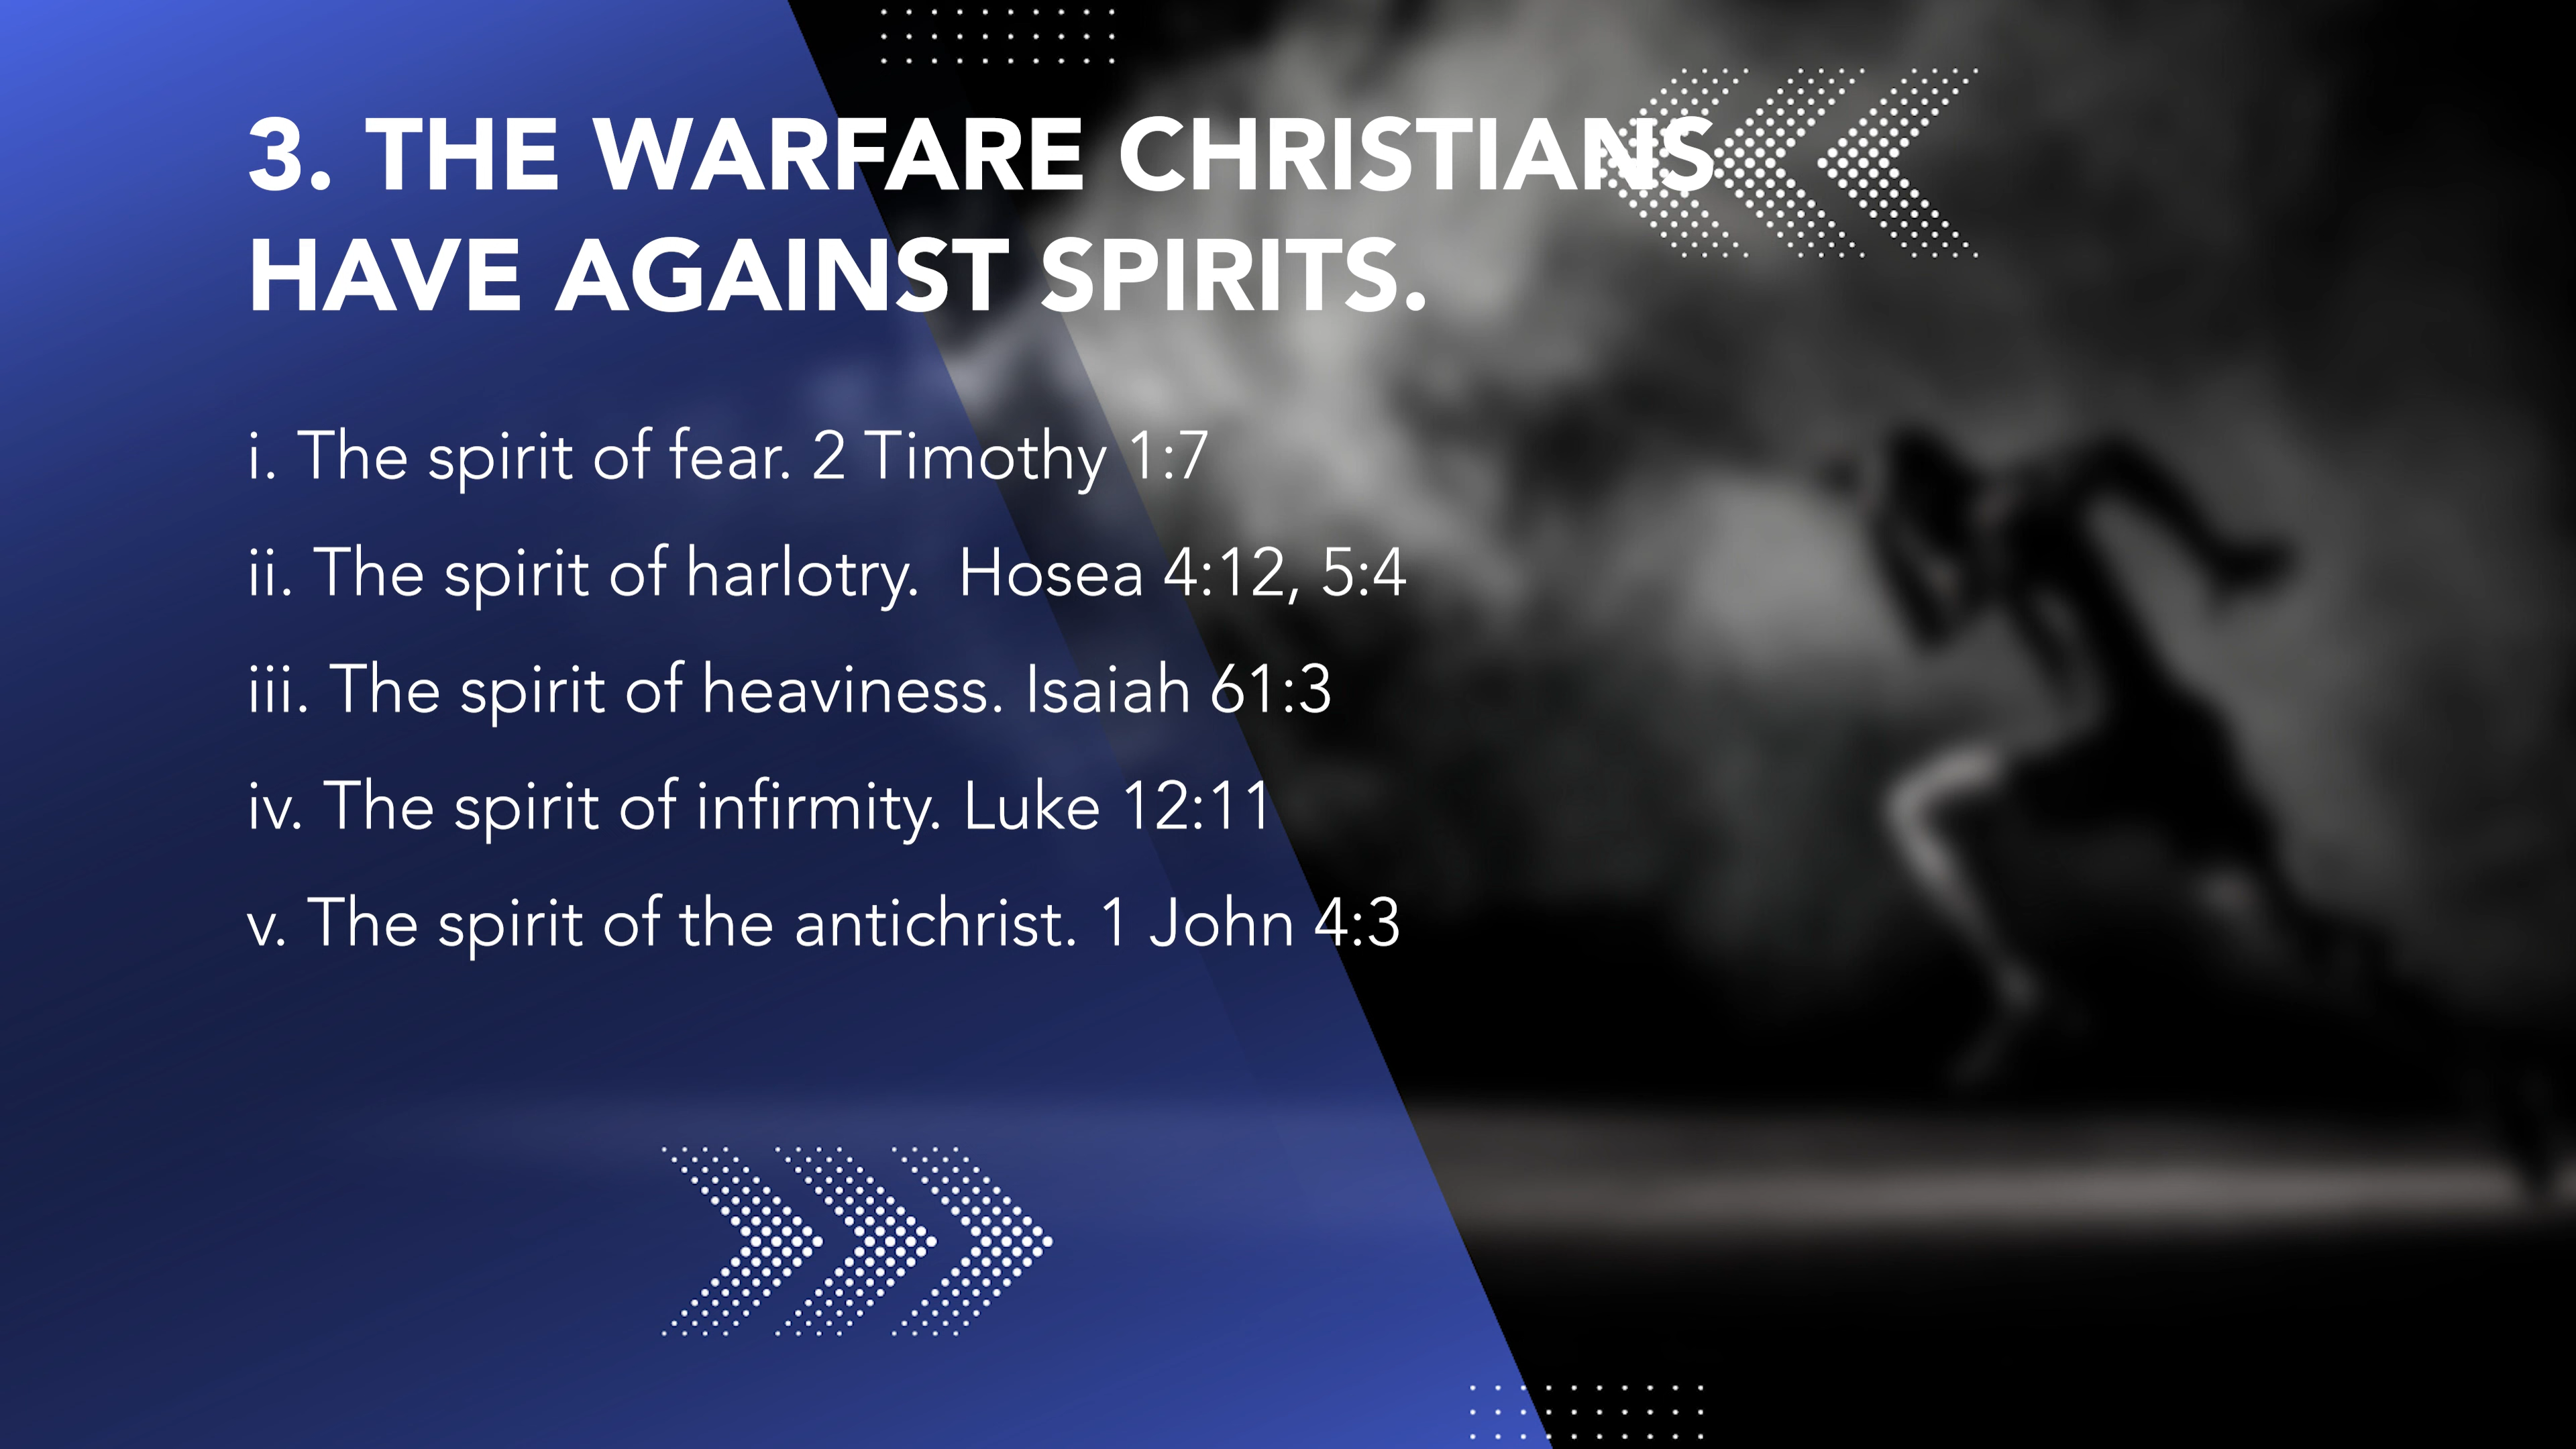 3. THE WARFARE CHRISTIANS
HAVE AGAINST SPIRITS.
i. The spirit of fear. 2 Timothy 1:7
ii. The spirit of harlotry.  Hosea 4:12, 5:4
iii. The spirit of heaviness. Isaiah 61:3
iv. The spirit of infirmity. Luke 12:11
v. The spirit of the antichrist. 1 John 4:3